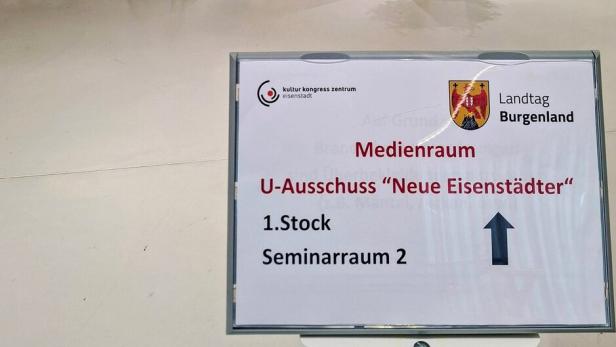 kultur kongress zentrum
eisenstadt
Landtag
Burgenland
Medienraum
U-Ausschuss “Neue Eisenstädter“
1.Stock
Seminarraum 2